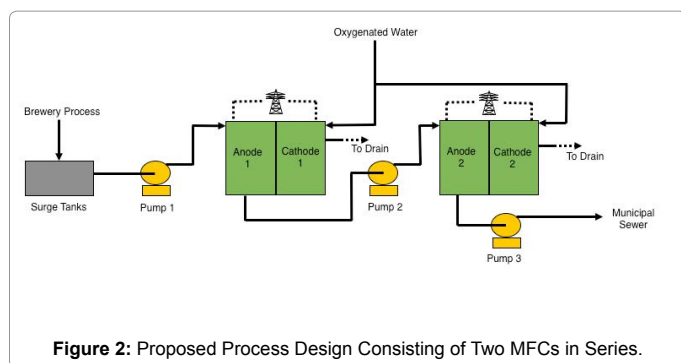 Oxygenated Water
Brewery Process
Surge Tanks
Pump 1
Anode
1
Cathode
1
To Drain
Pump 2
Anode
2
Cathode
2
To Drain
Pump 3
Municipal
Sewer
Figure 2: Proposed Process Design Consisting of Two MFCs in Series.